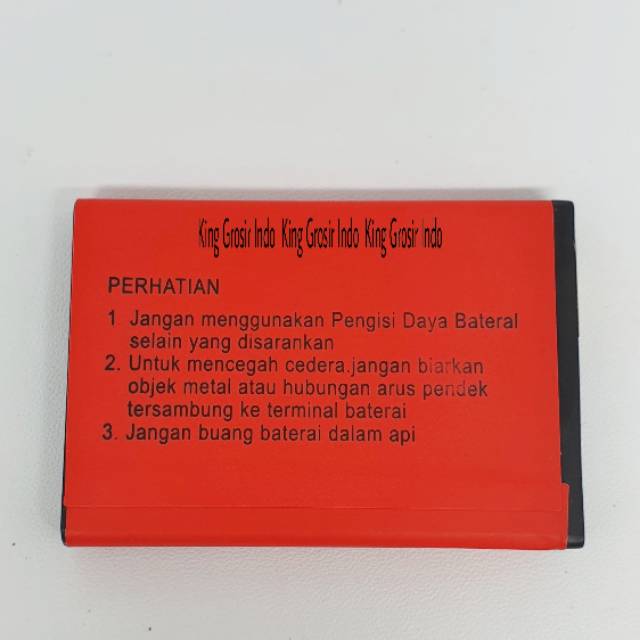 King Grosir Indo King Grosir Indo King Grosir Indo
PERHATIAN
1 Jangan menggunakan Pengisi Daya Bateral
selain yang disarankan
2. Untuk mencegah cedera.jangan biarkan
objek metal atau hubungan arus pendek
tersambung ke terminal baterai
3. Jangan buang baterai dalam api